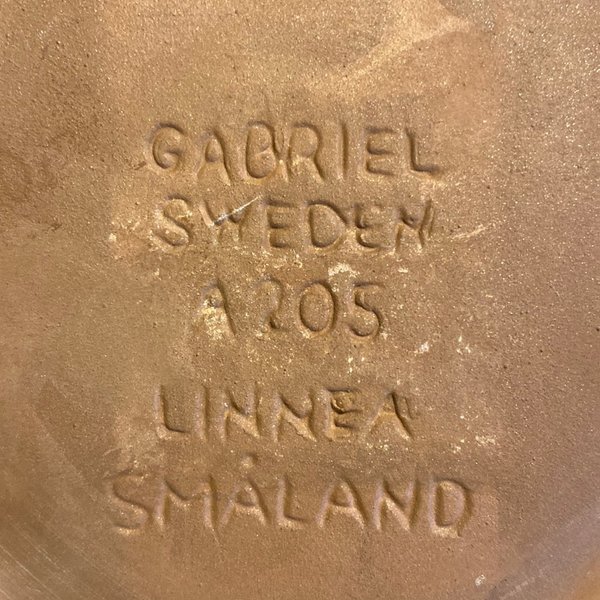 GABRIEL
SWEDEN
A205
LINNEA
SMÅLAND